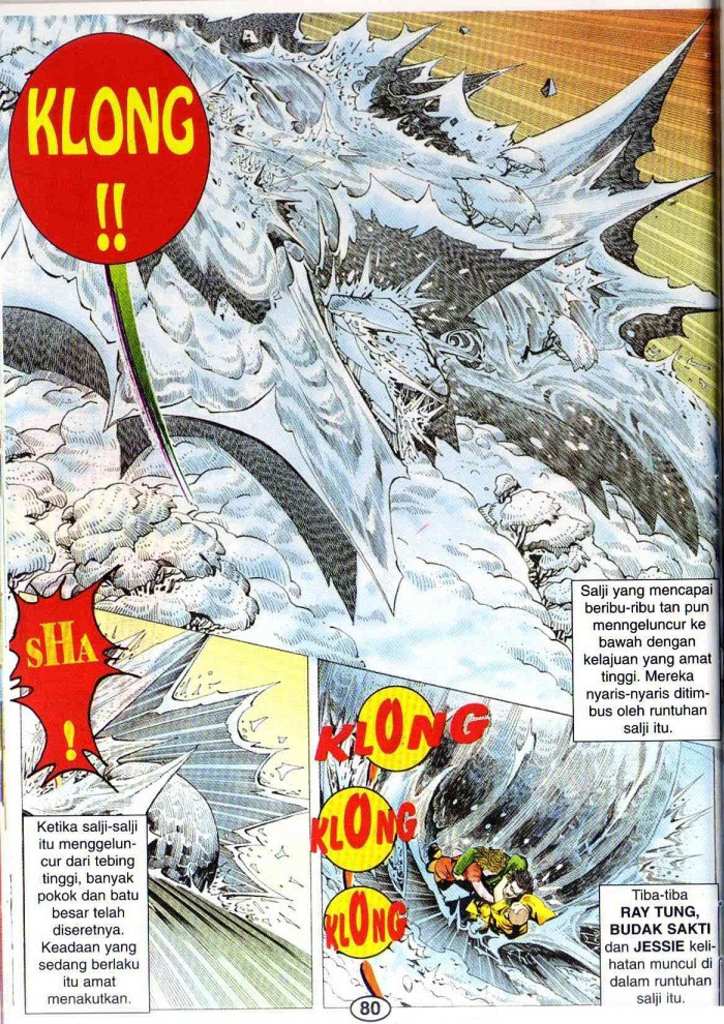 KLONG
!!
Salji yang mencapai
beribu-ribu tan pun
menngeluncur ke
bawah dengan
kelajuan yang amat
tinggi. Mereka
nyaris-nyaris ditim-
bus oleh runtuhan
salji itu.
SHA
!
Ketika salji-salji
itu menggelun-
cur dari tebing
tinggi, banyak
pokok dan batu
besar telah
diseretnya.
Keadaan yang
sedang berlaku
itu amat
menakutkan.
KLONG
KLONG
KLONG
Tiba-tiba
RAY TUNG,
BUDAK SAKTI
dan JESSIE keli-
hatan muncul di
dalam runtuhan
salji itu.
80